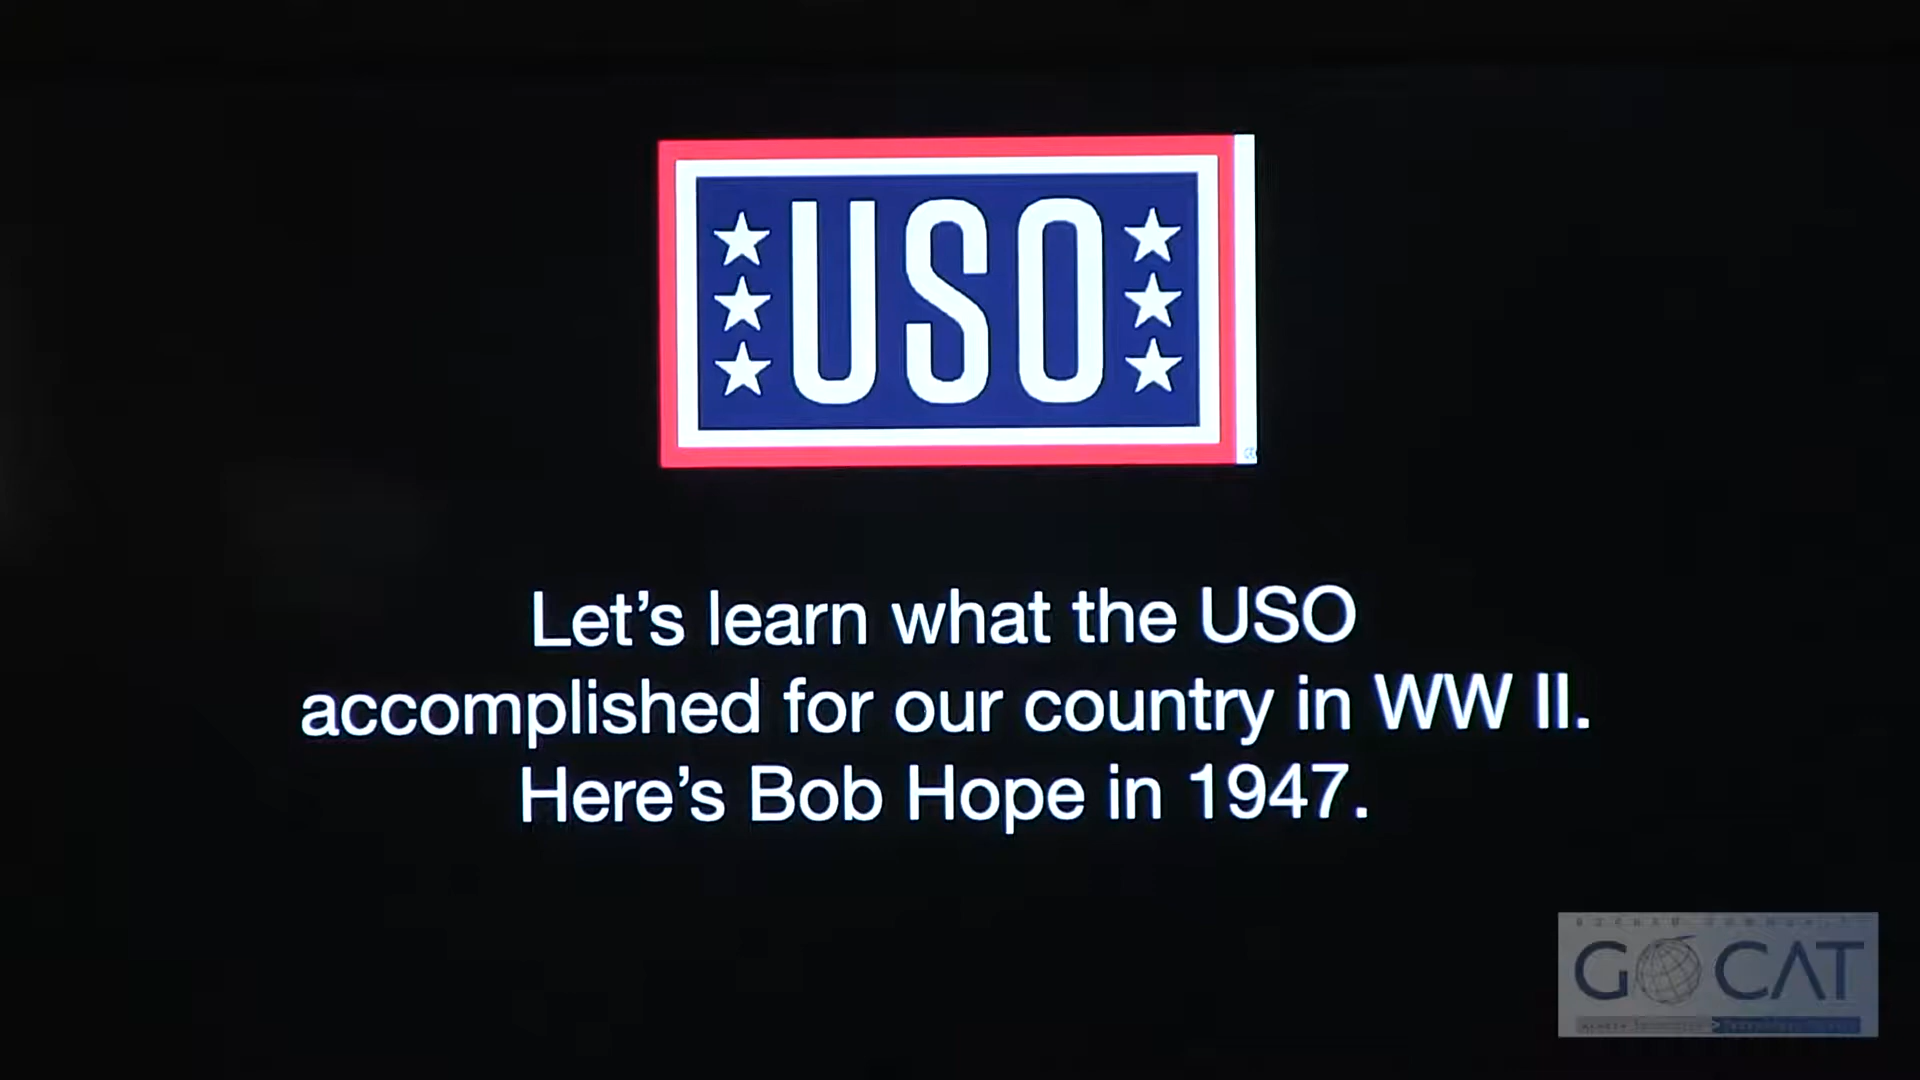 USO
Let's learn what the USO
accomplished for our country in WW II.
Here's Bob Hope in 1947.
GOCAT